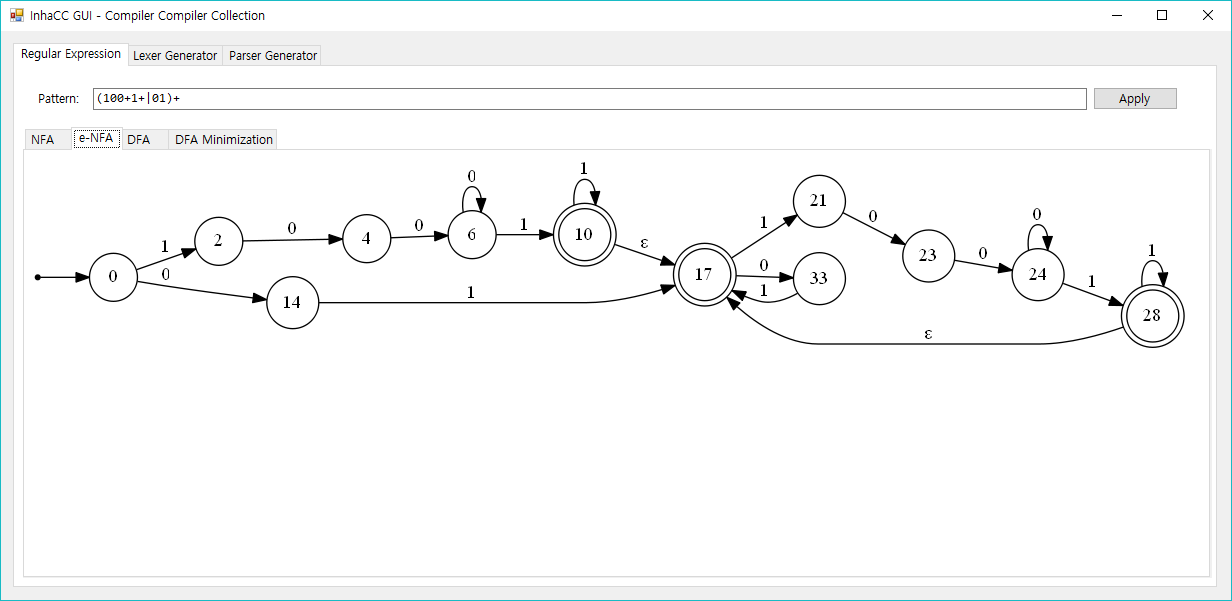 InhaCC GUI - Compiler Compiler Collection
Regular Expression Lexer Generator Parser Generator
Pattern: (100+1+|01)+ Apply
NFA e-NFA DFA DFA Minimization
0 1
1 21 0 0 1
0 0 1 ε
1 2 4 6 10 23 0 24 1
0 0 17 0 33 28
14 1 1
ε